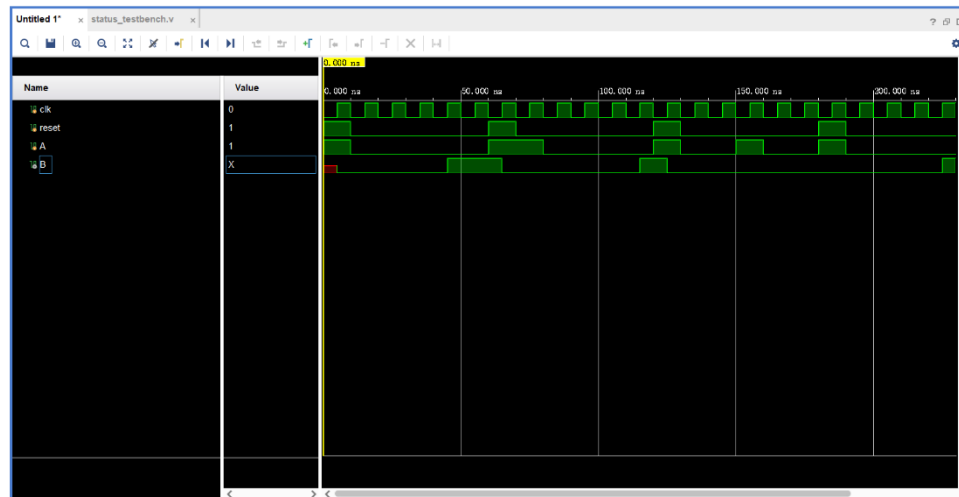 Untitled 1* × status_testbench.v ×
0.000 ns
Name Value
0.000 ns 50.000 ns 100.000 ns 150.000 ns 200.000 ns
clk 0
reset 1
A 1
B X